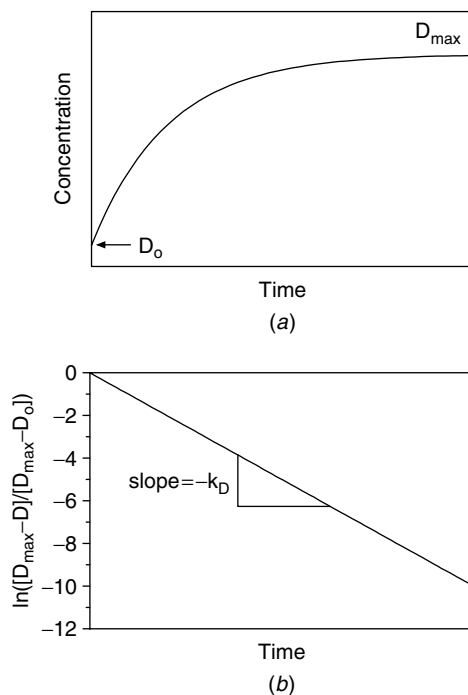 D_max
Concentration
D_o
Time
(a)
ln([D_max−D]/[D_max−D_o])
0
−2
−4
−6
−8
−10
−12
slope=−k_D
Time
(b)